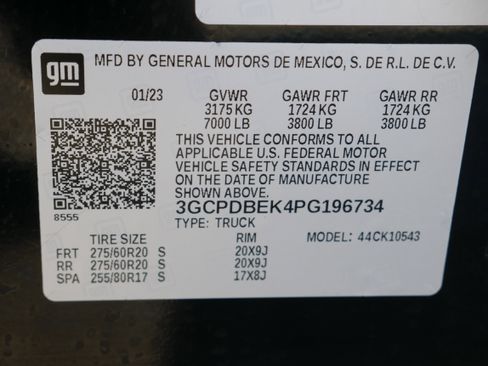 gm
MFD BY GENERAL MOTORS DE MEXICO, S. DE R.L. DE C.V.
01/23 GVWR GAWR FRT GAWR RR
3175 KG 1724 KG 1724 KG
7000 LB 3800 LB 3800 LB
THIS VEHICLE CONFORMS TO ALL
APPLICABLE U.S. FEDERAL MOTOR
VEHICLE SAFETY STANDARDS IN EFFECT
ON THE DATE OF MANUFACTURE
SHOWN ABOVE.
8555
3GCPDBEK4PG196734
TYPE: TRUCK MODEL: 44CK10543
TIRE SIZE RIM
FRT 275/60R20 S 20X9J
RR 275/60R20 S 20X9J
SPA 255/80R17 S 17X8J